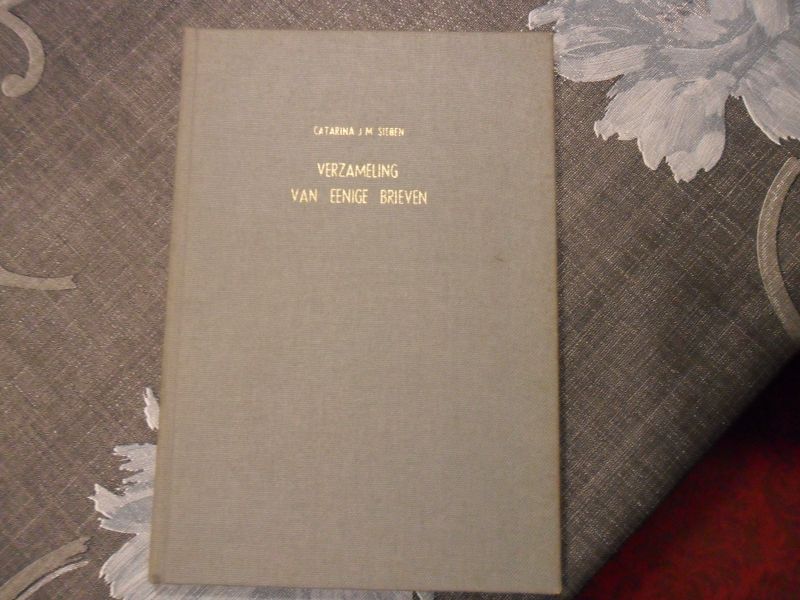 CATARINA J M SIEBEN
VERZAMELING
VAN EENIGE BRIEVEN